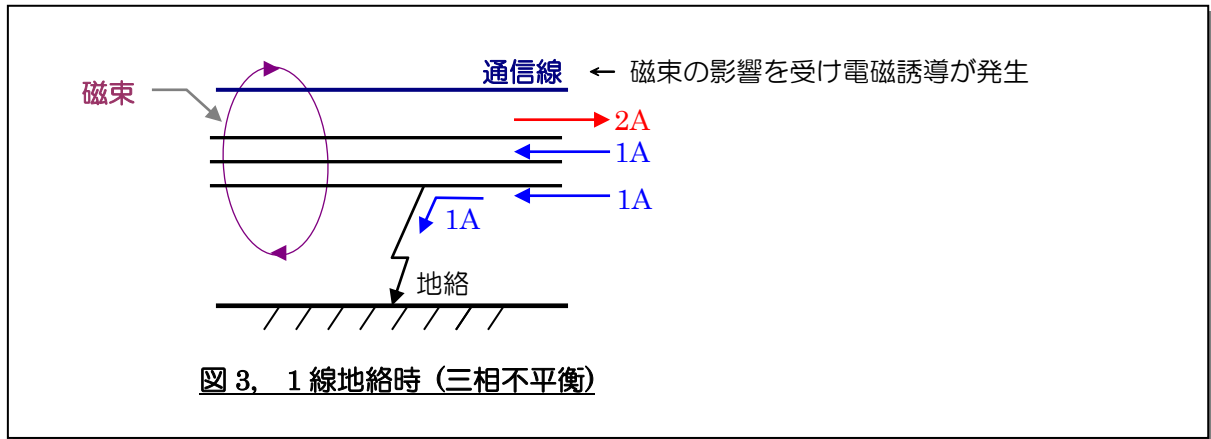 通信線 ← 磁束の影響を受け電磁誘導が発生
磁束
2A
1A
1A
1A
地絡
図 3, 1 線地絡時 (三相不平衡)